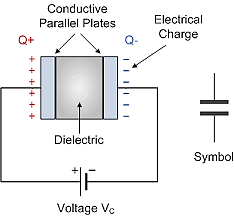 Conductive
Parallel Plates
Electrical
Charge
Q+
Q-
+
+
+
+
+
+
−
−
−
−
−
−
Dielectric
Symbol
+ −
Voltage VC